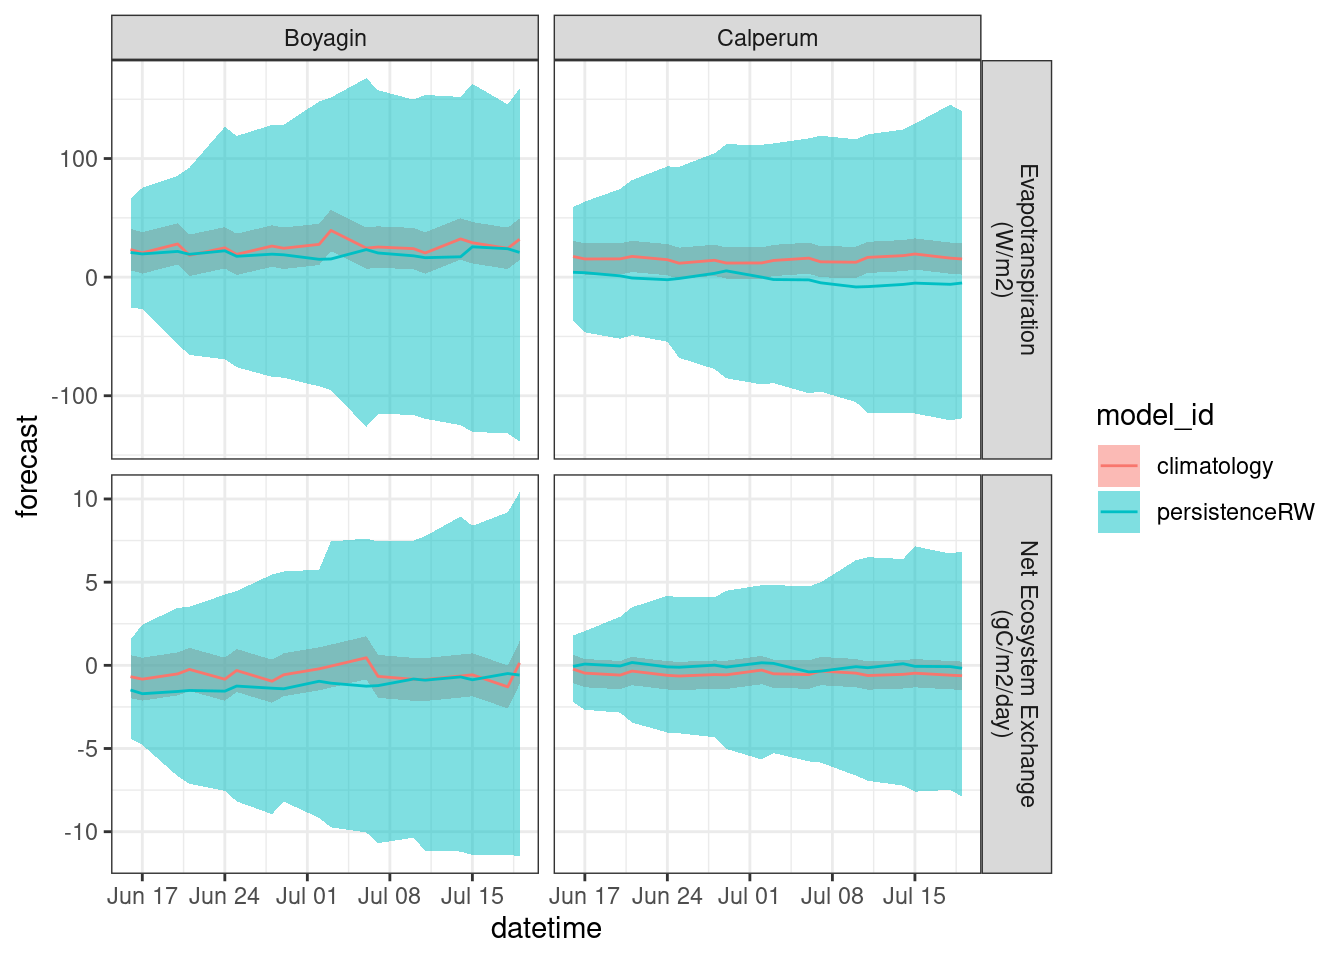 Boyagin
Calperum
100
0
-100
Evapotranspiration
(W/m2)
forecast
10
5
0
-5
-10
Net Ecosystem Exchange
(gC/m2/day)
Jun 17 Jun 24 Jul 01 Jul 08 Jul 15
Jun 17 Jun 24 Jul 01 Jul 08 Jul 15
datetime
model_id
climatology
persistenceRW